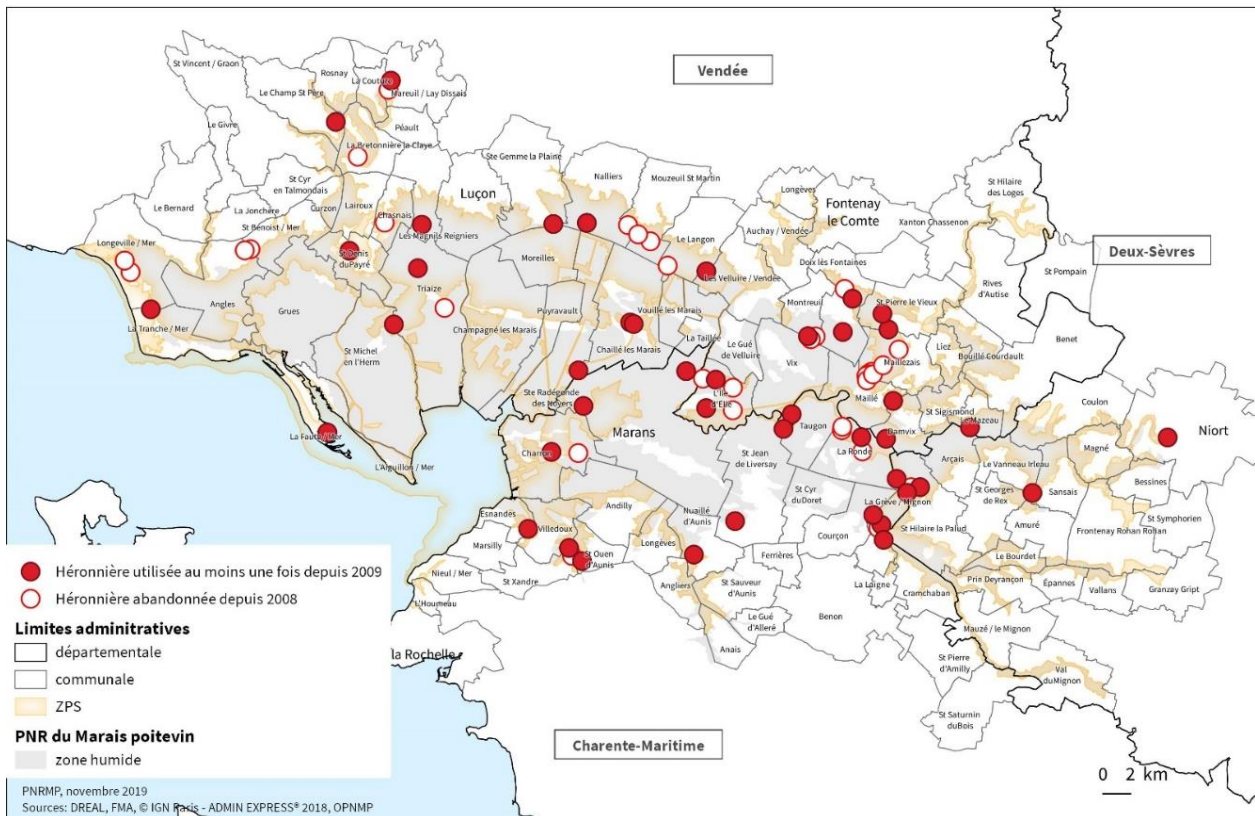 Vendée
St Vincent / Graon
Rosnay
La Couture
Le Champ St Père
Mareuil / Lay Dissais
Le Givre
Péault
La Bretonnière la Claye
Ste Gemme la Plaine
Nalliers
Mouzeuil St Martin
St Cyr
en Talmondais
Luçon
Longèves
Fontenay
le Comte
St Hilaire
des Loges
Le Bernard
La Jonchère
Curzon
Lairoux
Chasnais
St Benoist / Mer
Les Magnils Reigniers
Auchay / Vendée
Xanton Chassenon
Longeville / Mer
St Denis
du Payré
Moreilles
Le Langon
Deux-Sèvres
Doix lès Fontaines
Les Velluire / Vendée
St Pompain
Triaize
Rives
d'Autise
Angles
Grues
Puyravault
Vouillé les Marais
Montreuil
St Pierre le Vieux
La Tranche / Mer
Champagné les Marais
Chaillé les Marais
La Taillée
Le Gué
de Velluire
Liez
Bouillé Courdault
Benet
St Michel
en l'Herm
Vix
Maillezais
Ste Radégonde
des Noyers
L'Île
d'Elle
Maillé
Coulon
St Sigismond
Le Mazeau
Niort
La Faute / Mer
Marans
Taugon
Damvix
Magné
L'Aiguillon / Mer
Charron
St Jean
de Liversay
La Ronde
Arçais
Le Vanneau Irleau
Bessines
St Cyr
du Doret
St Georges
de Rex
Sansais
Andilly
La Grève / Mignon
Esnandes
Nuaillé
d'Aunis
St Symphorien
Villedoux
Longèves
St Hilaire la Palud
Amuré
Frontenay Rohan Rohan
Marsilly
Courçon
St Ouen
d'Aunis
Ferrières
Le Bourdet
Nieul / Mer
St Xandre
Angliers
St Sauveur
d'Aunis
La Laigne
Cramchaban
Prin Deyrançon
Épannes
Vallans
Granzay Gript
L'Houmeau
Le Gué
d'Alleré
Benon
Mauzé / le Mignon
Anais
la Rochelle
St Pierre
d'Amilly
Val
du Mignon
St Saturnin
du Bois
Charente-Maritime
0 2 km
Héronnière utilisée au moins une fois depuis 2009
Héronnière abandonnée depuis 2008
Limites adminitratives
départementale
communale
ZPS
PNR du Marais poitevin
zone humide
PNRMP, novembre 2019
Sources: DREAL, FMA, © IGN Paris - ADMIN EXPRESS® 2018, OPNMP